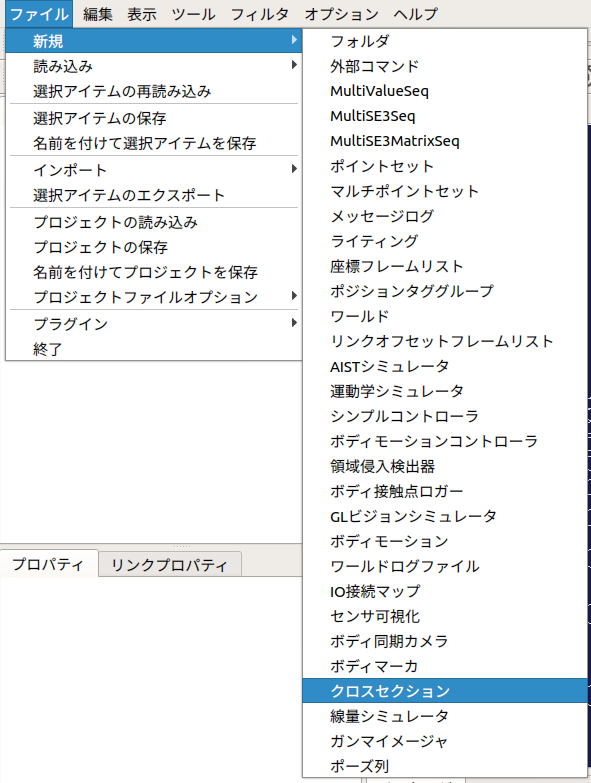 ファイル 編集 表示 ツール フィルタ オプション ヘルプ
新規
読み込み
選択アイテムの再読み込み
選択アイテムの保存
名前を付けて選択アイテムを保存
インポート
選択アイテムのエクスポート
プロジェクトの読み込み
プロジェクトの保存
名前を付けてプロジェクトを保存
プロジェクトファイルオプション
プラグイン
終了
フォルダ
外部コマンド
MultiValueSeq
MultiSE3Seq
MultiSE3MatrixSeq
ポイントセット
マルチポイントセット
メッセージログ
ライティング
座標フレームリスト
ポジションタググループ
ワールド
リンクオフセットフレームリスト
AISTシミュレータ
運動学シミュレータ
シンプルコントローラ
ボディモーションコントローラ
領域侵入検出器
ボディ接触点ロガー
GLビジョンシミュレータ
ボディモーション
ワールドログファイル
IO接続マップ
センサ可視化
ボディ同期カメラ
ボディマーカ
クロスセクション
線量シミュレータ
ガンマイメージャ
ポーズ列
プロパティ リンクプロパティ